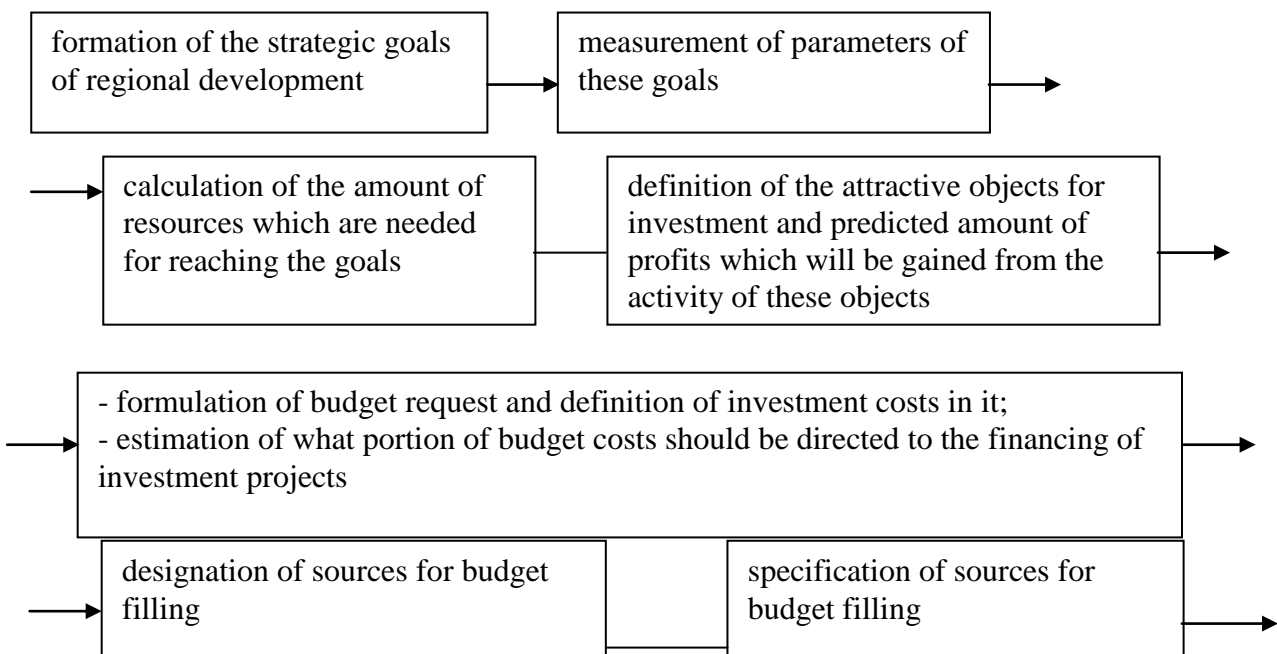 formation of the strategic goals
of regional development
measurement of parameters of
these goals
calculation of the amount of
resources which are needed
for reaching the goals
definition of the attractive objects for
investment and predicted amount of
profits which will be gained from the
activity of these objects
- formulation of budget request and definition of investment costs in it;
- estimation of what portion of budget costs should be directed to the financing of
investment projects
designation of sources for budget
filling
specification of sources for
budget filling